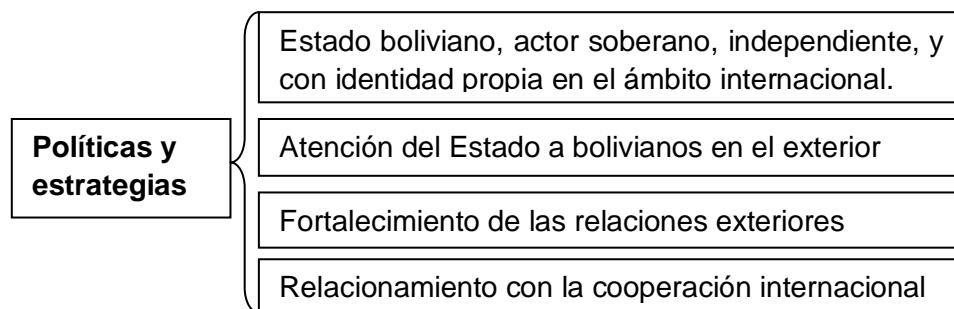 Estado boliviano, actor soberano, independiente, y
con identidad propia en el ámbito internacional.
Políticas y
estrategias
Atención del Estado a bolivianos en el exterior
Fortalecimiento de las relaciones exteriores
Relacionamiento con la cooperación internacional